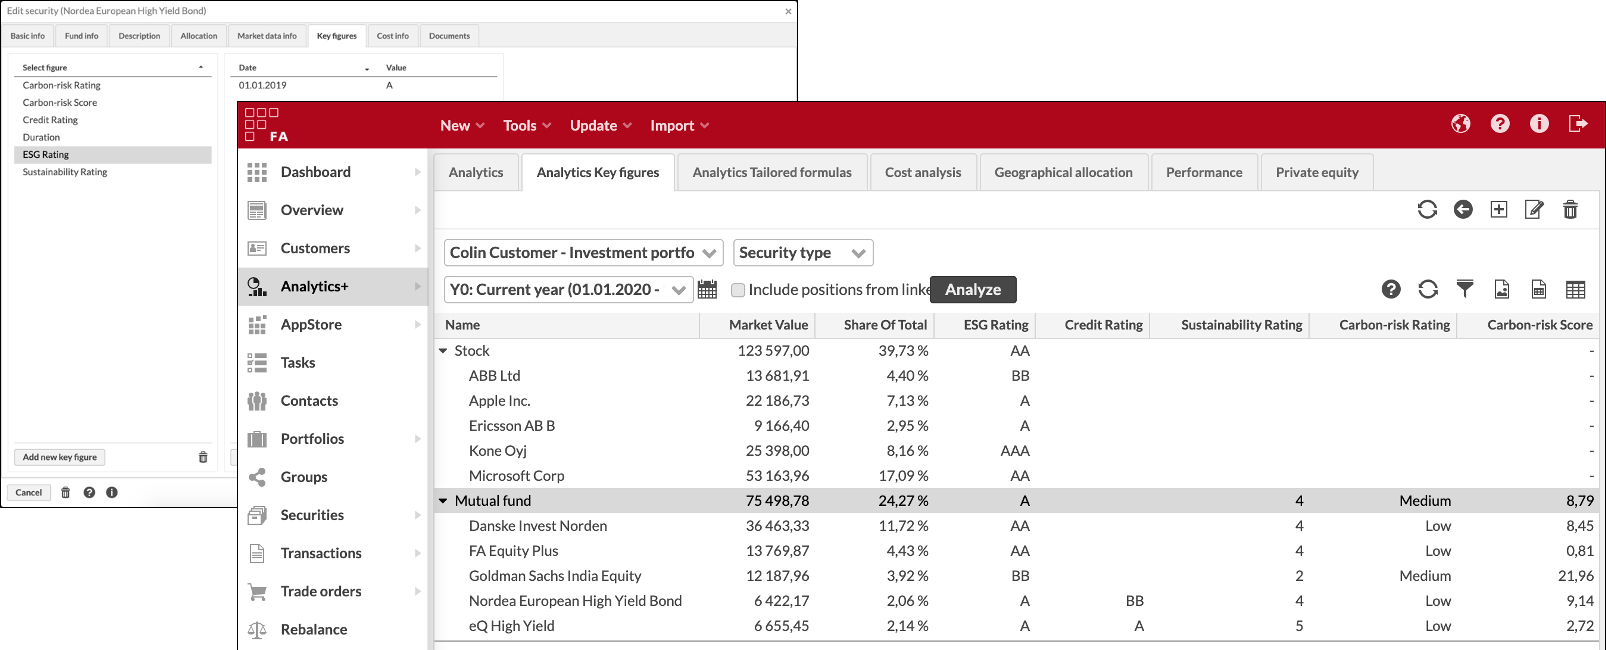 Edit security (Nordea European High Yield Bond)
Basic info Fund info Description Allocation Market data info Key figures Cost info Documents
Select figure
Carbon-risk Rating
Carbon-risk Score
Credit Rating
Duration
ESG Rating
Sustainability Rating
Add new key figure
Cancel
Date Value
01.01.2019 A
FA
New Tools Update Import
Dashboard
Overview
Customers
Analytics+
AppStore
Tasks
Contacts
Portfolios
Groups
Securities
Transactions
Trade orders
Rebalance
Analytics Analytics Key figures Analytics Tailored formulas Cost analysis Geographical allocation Performance Private equity
Colin Customer - Investment portfo Security type
Y0: Current year (01.01.2020 - Include positions from linke Analyze
Name Market Value Share Of Total ESG Rating Credit Rating Sustainability Rating Carbon-risk Rating Carbon-risk Score
Stock 123 597,00 39,73 % AA -
ABB Ltd 13 681,91 4,40 % BB -
Apple Inc. 22 186,73 7,13 % A -
Ericsson AB B 9 166,40 2,95 % A -
Kone Oyj 25 398,00 8,16 % AAA -
Microsoft Corp 53 163,96 17,09 % AA -
Mutual fund 75 498,78 24,27 % A 4 Medium 8,79
Danske Invest Norden 36 463,33 11,72 % AA 4 Low 8,45
FA Equity Plus 13 769,87 4,43 % AA 4 Low 0,81
Goldman Sachs India Equity 12 187,96 3,92 % BB 2 Medium 21,96
Nordea European High Yield Bond 6 422,17 2,06 % A BB 4 Low 9,14
eQ High Yield 6 655,45 2,14 % A A 5 Low 2,72